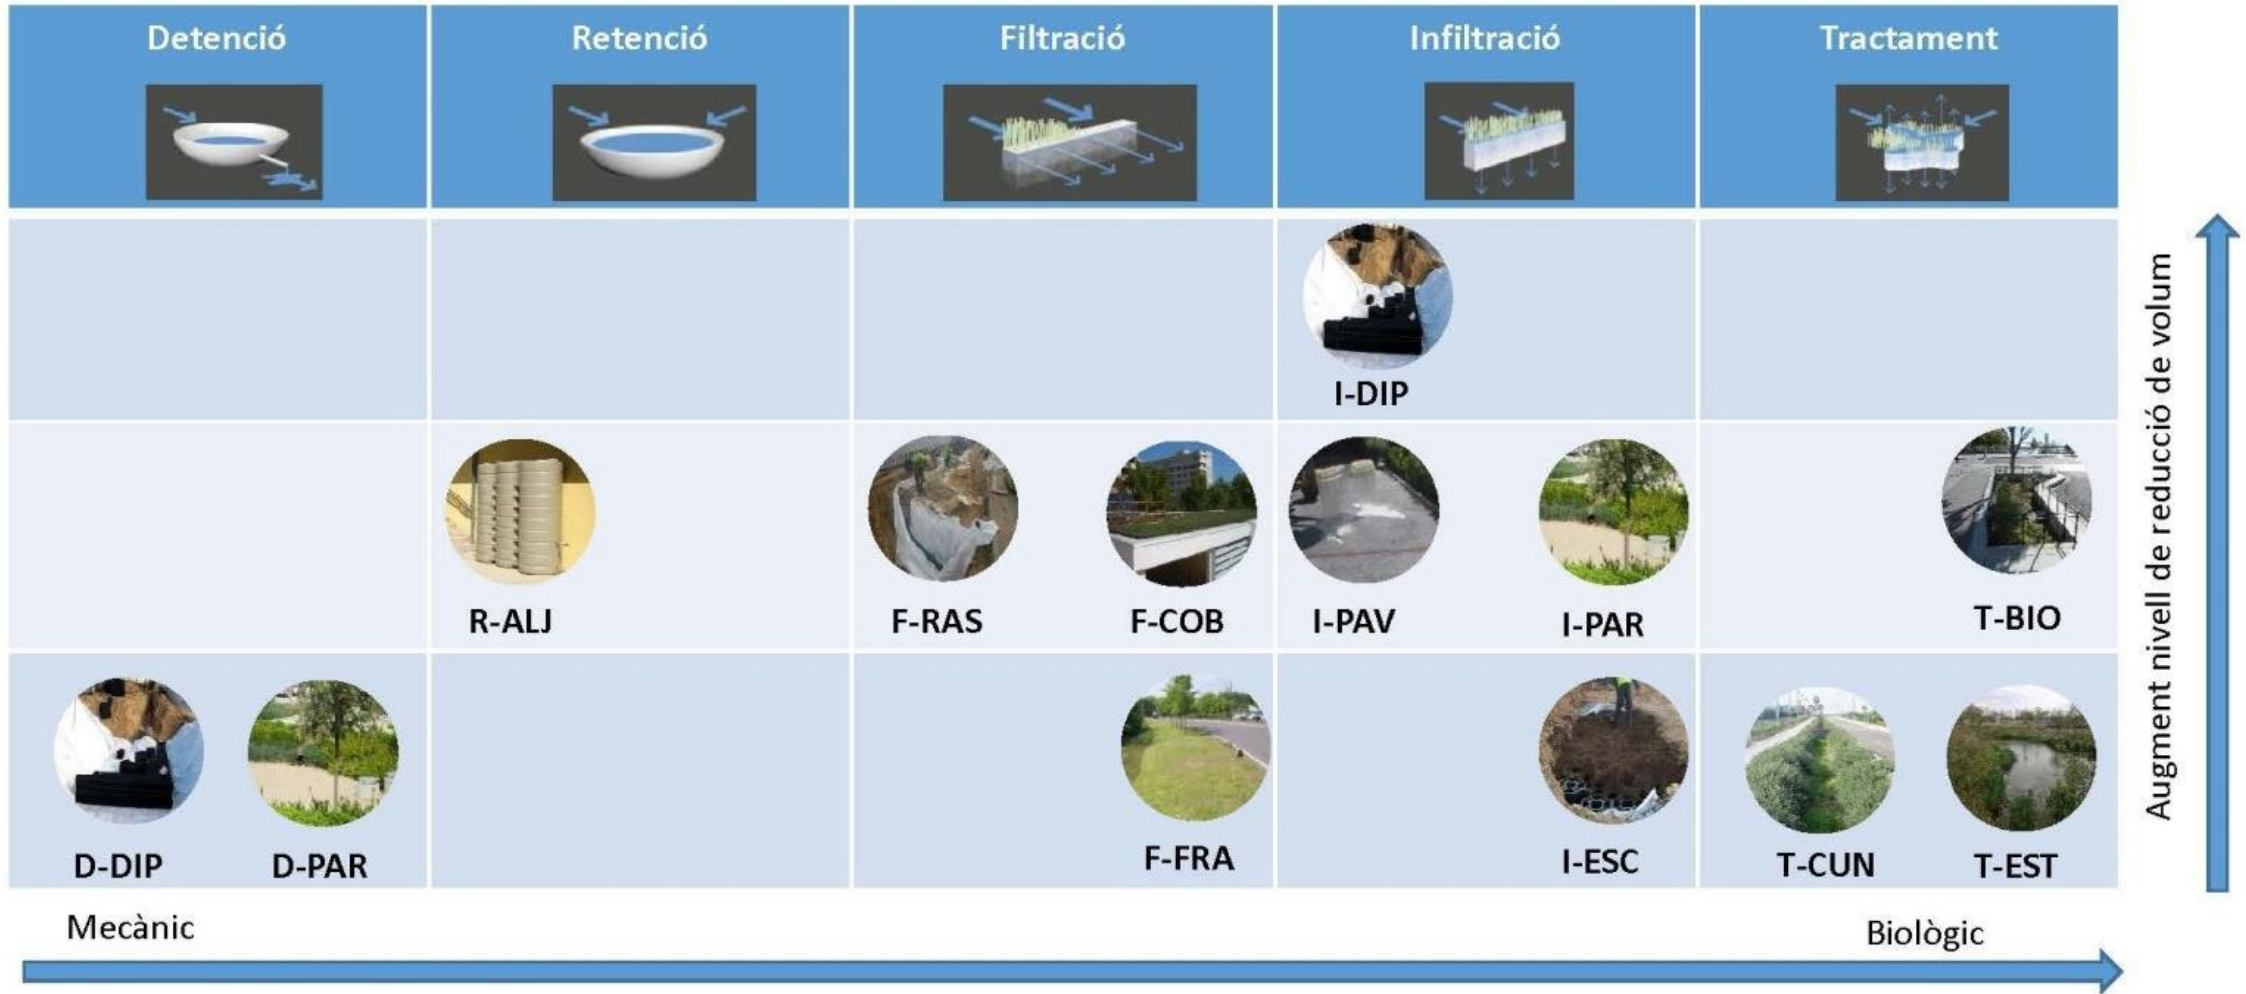 Detenció
Retenció
Filtració
Infiltració
Tractament
I-DIP
R-ALJ
F-RAS
F-COB
I-PAV
I-PAR
T-BIO
D-DIP
D-PAR
F-FRA
I-ESC
T-CUN
T-EST
Augment nivell de reducció de volum
Mecànic
Biològic